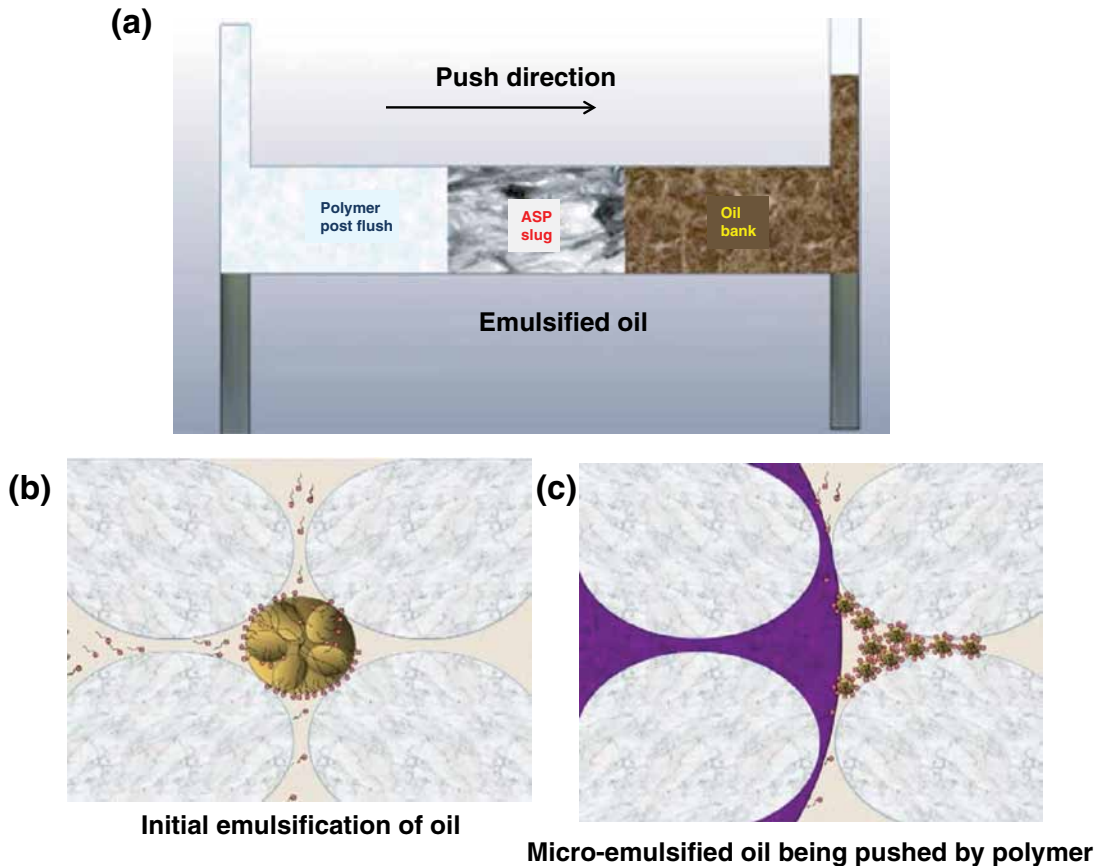 (a)
Push direction
Polymer
post flush
ASP
slug
Oil
bank
Emulsified oil
(b)
(c)
Initial emulsification of oil
Micro-emulsified oil being pushed by polymer